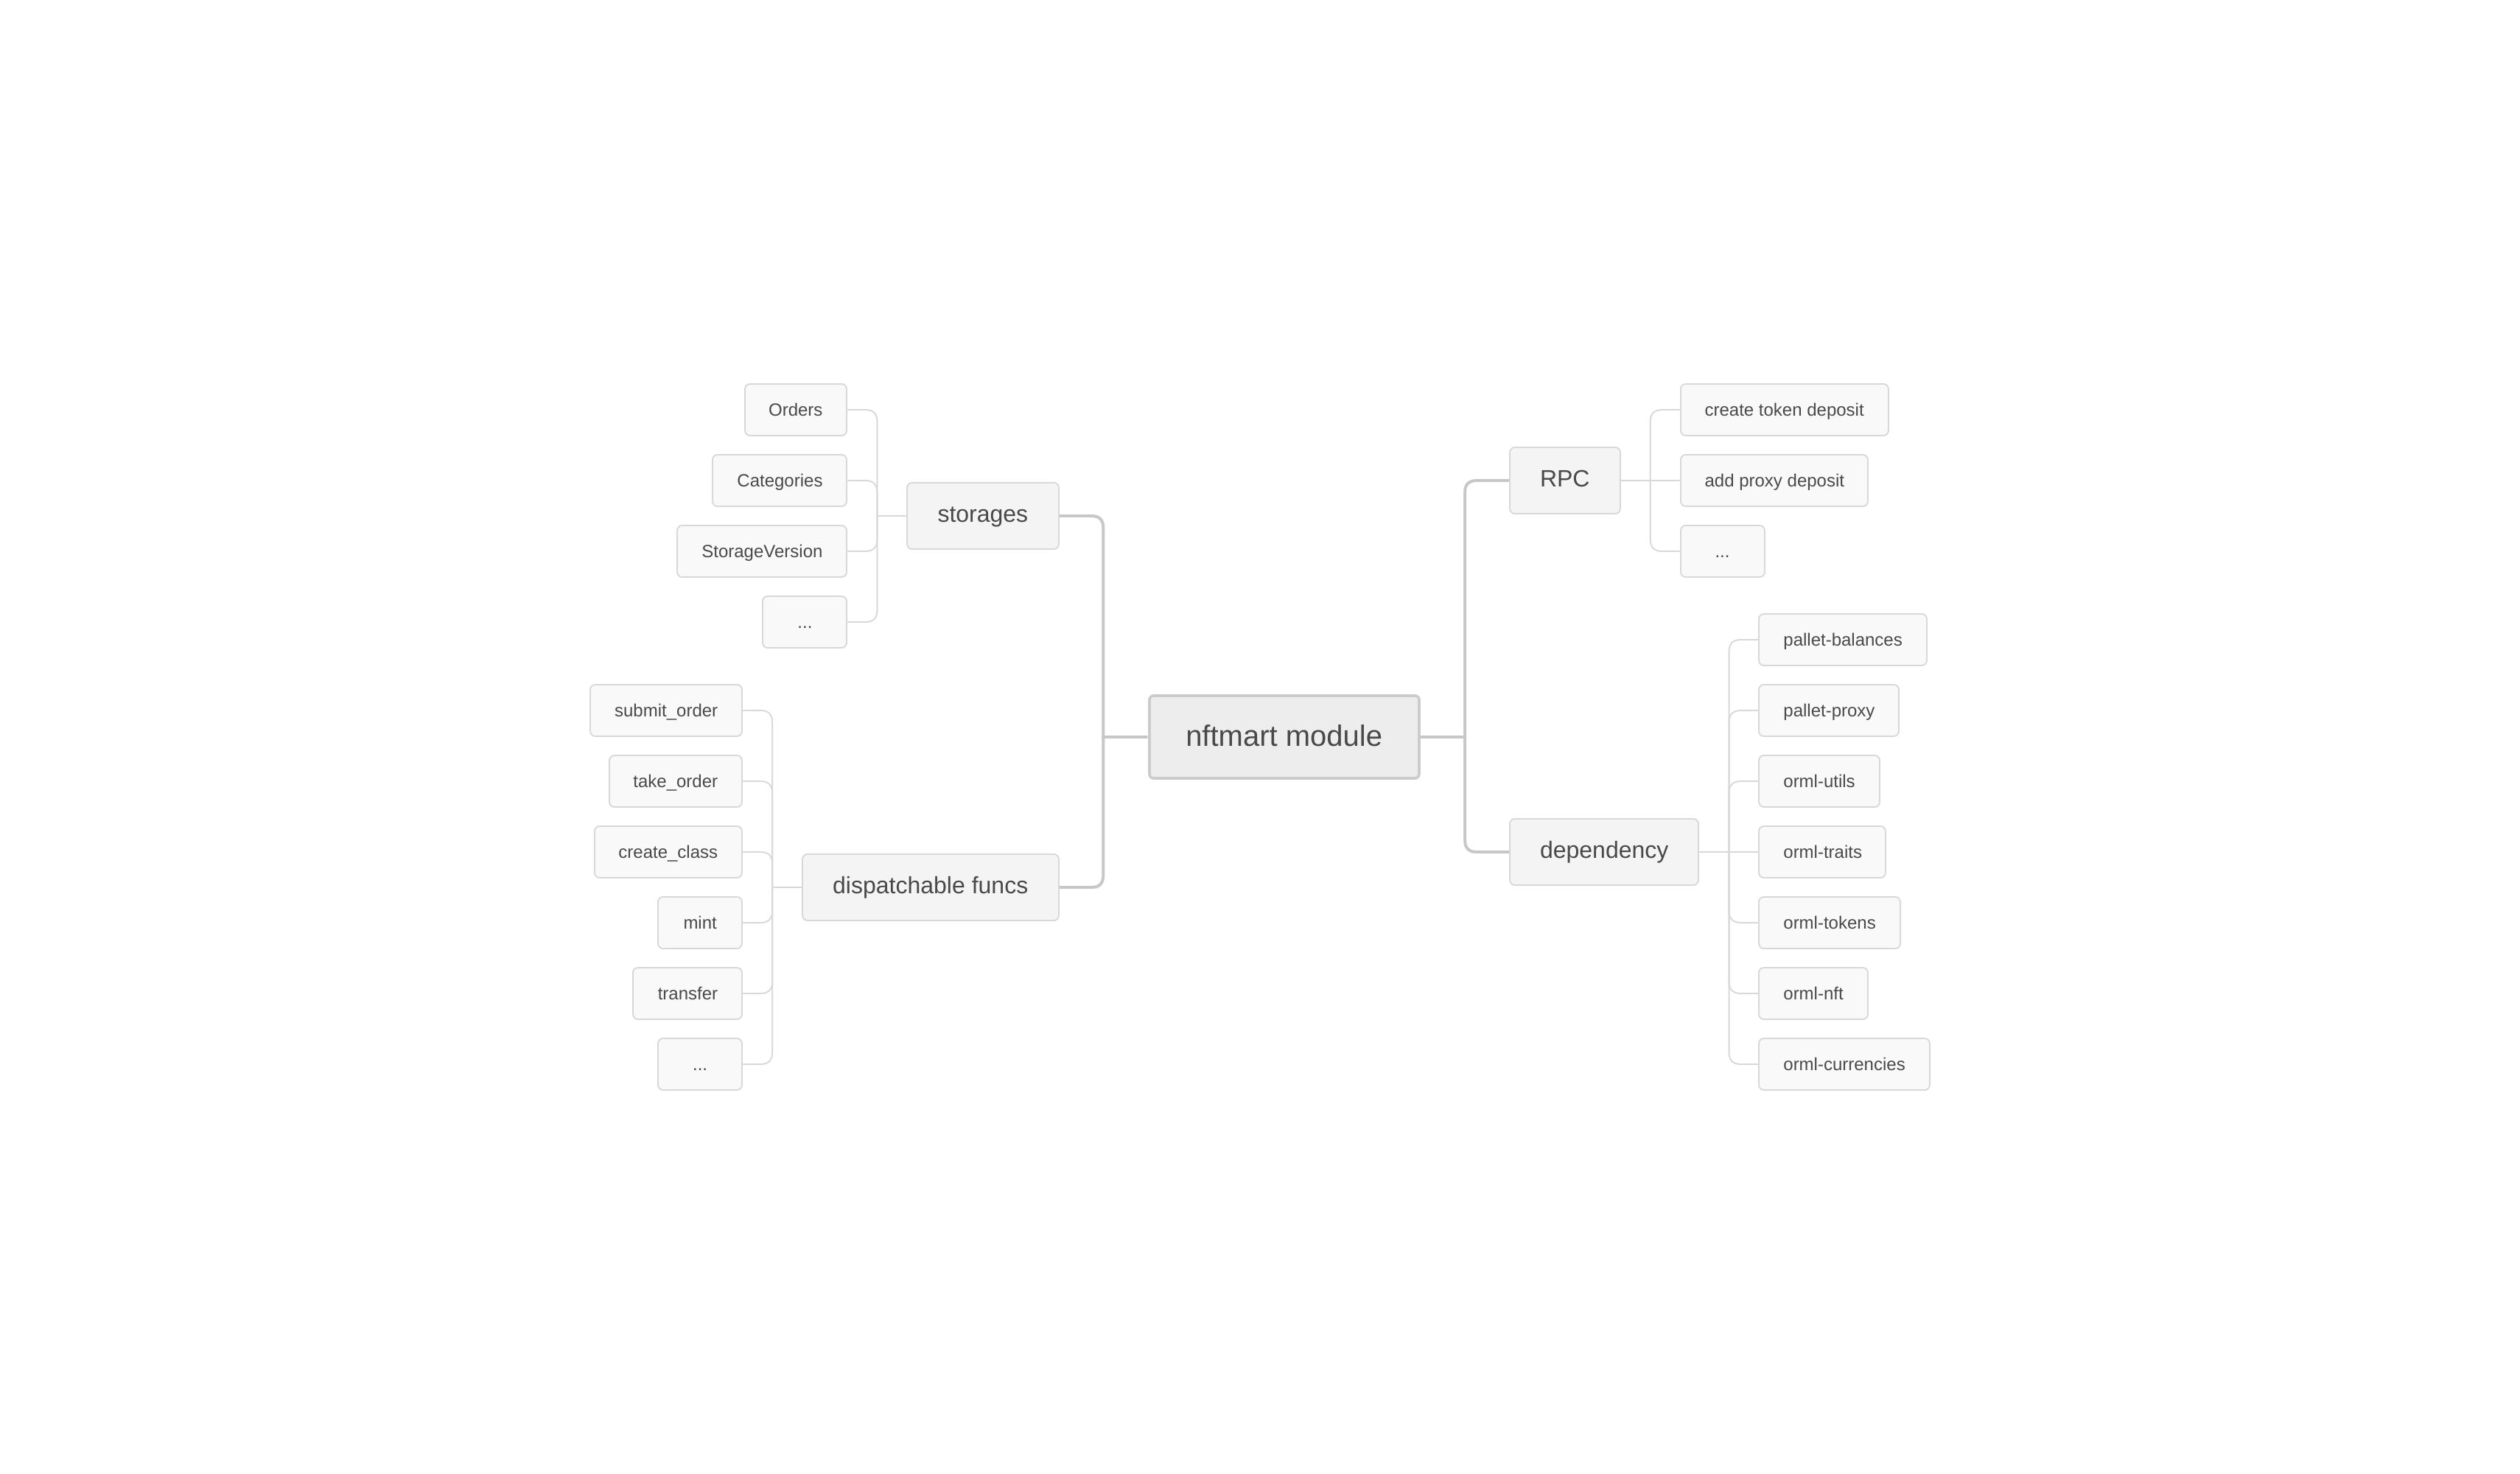 nftmart module
storages
Orders
Categories
StorageVersion
...
dispatchable funcs
submit_order
take_order
create_class
mint
transfer
...
RPC
create token deposit
add proxy deposit
...
dependency
pallet-balances
pallet-proxy
orml-utils
orml-traits
orml-tokens
orml-nft
orml-currencies